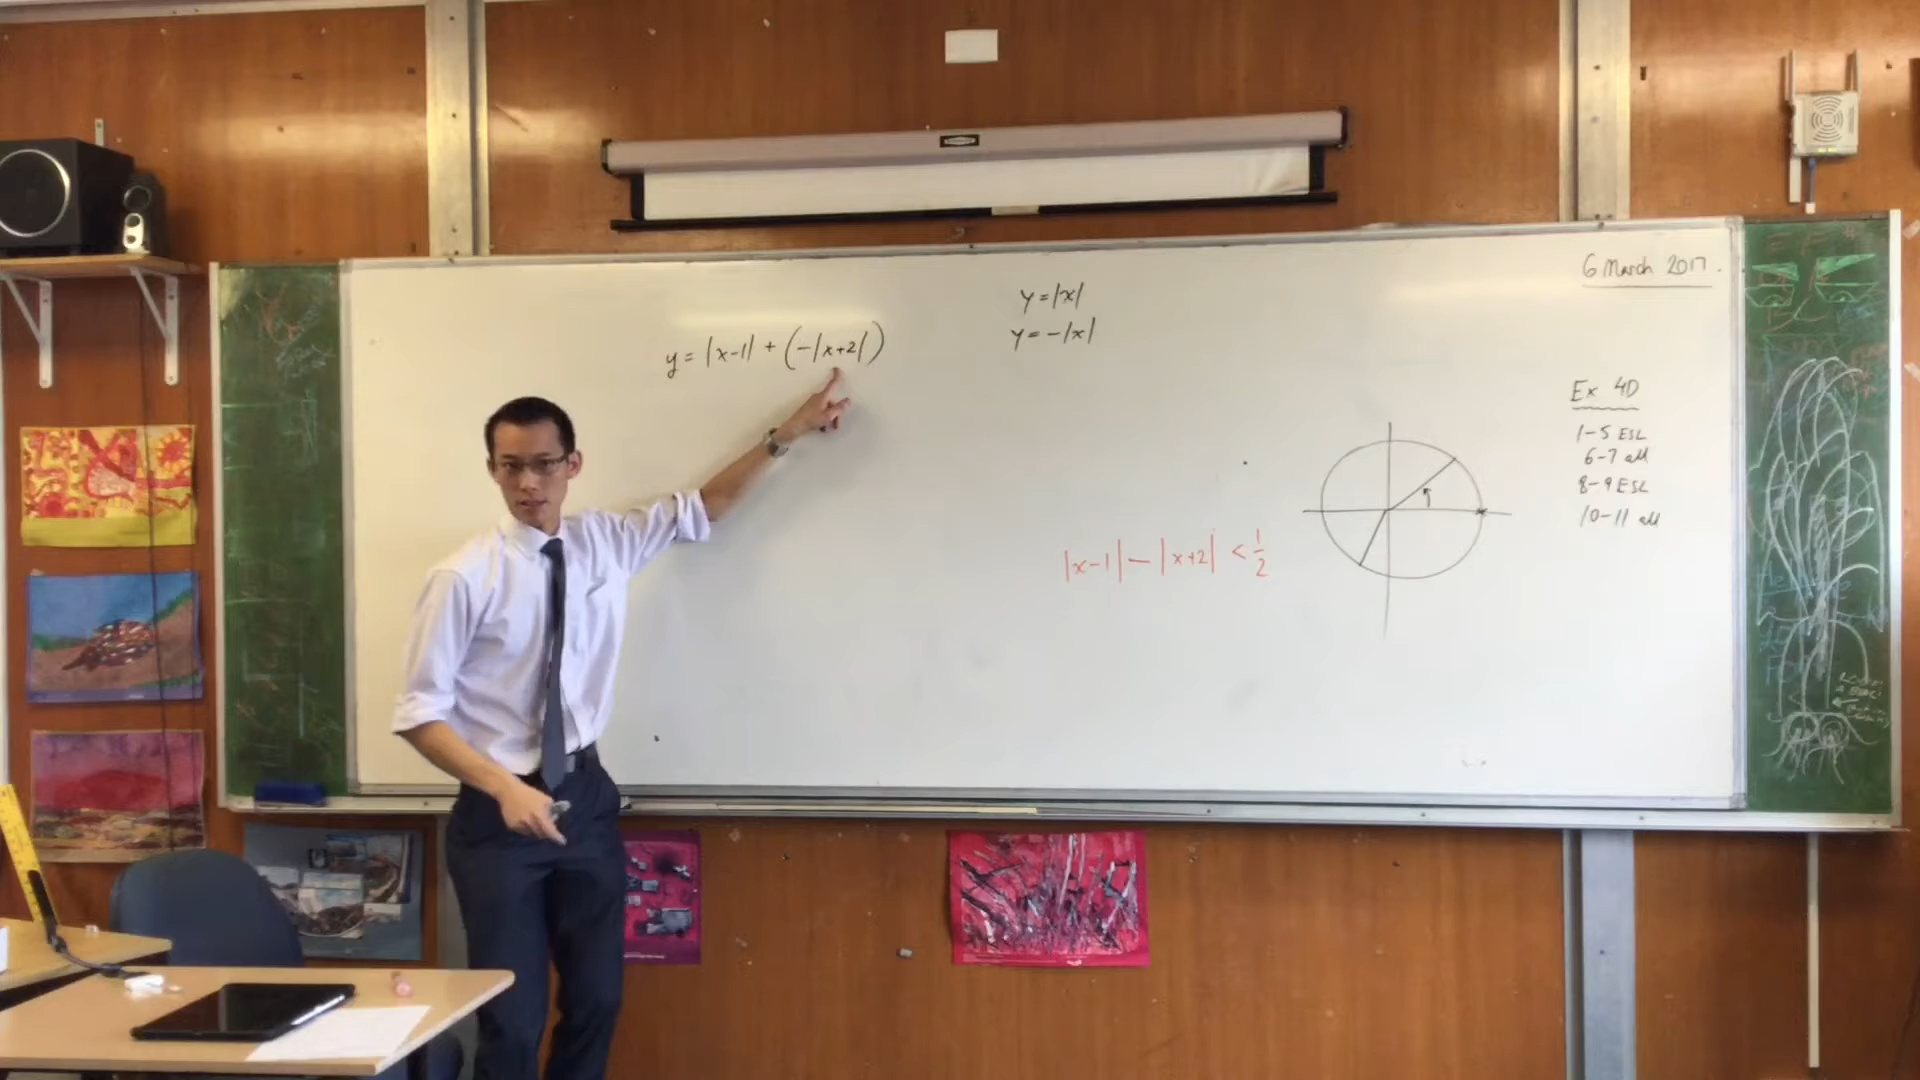 6 March 2017.
y = |x|
y = -|x|
y = |x-1| + (-|x+2|)
Ex 4D
1-5 ESL
6-7 all
8-9 ESL
10-11 all
|x-1| - |x+2| < 1/2